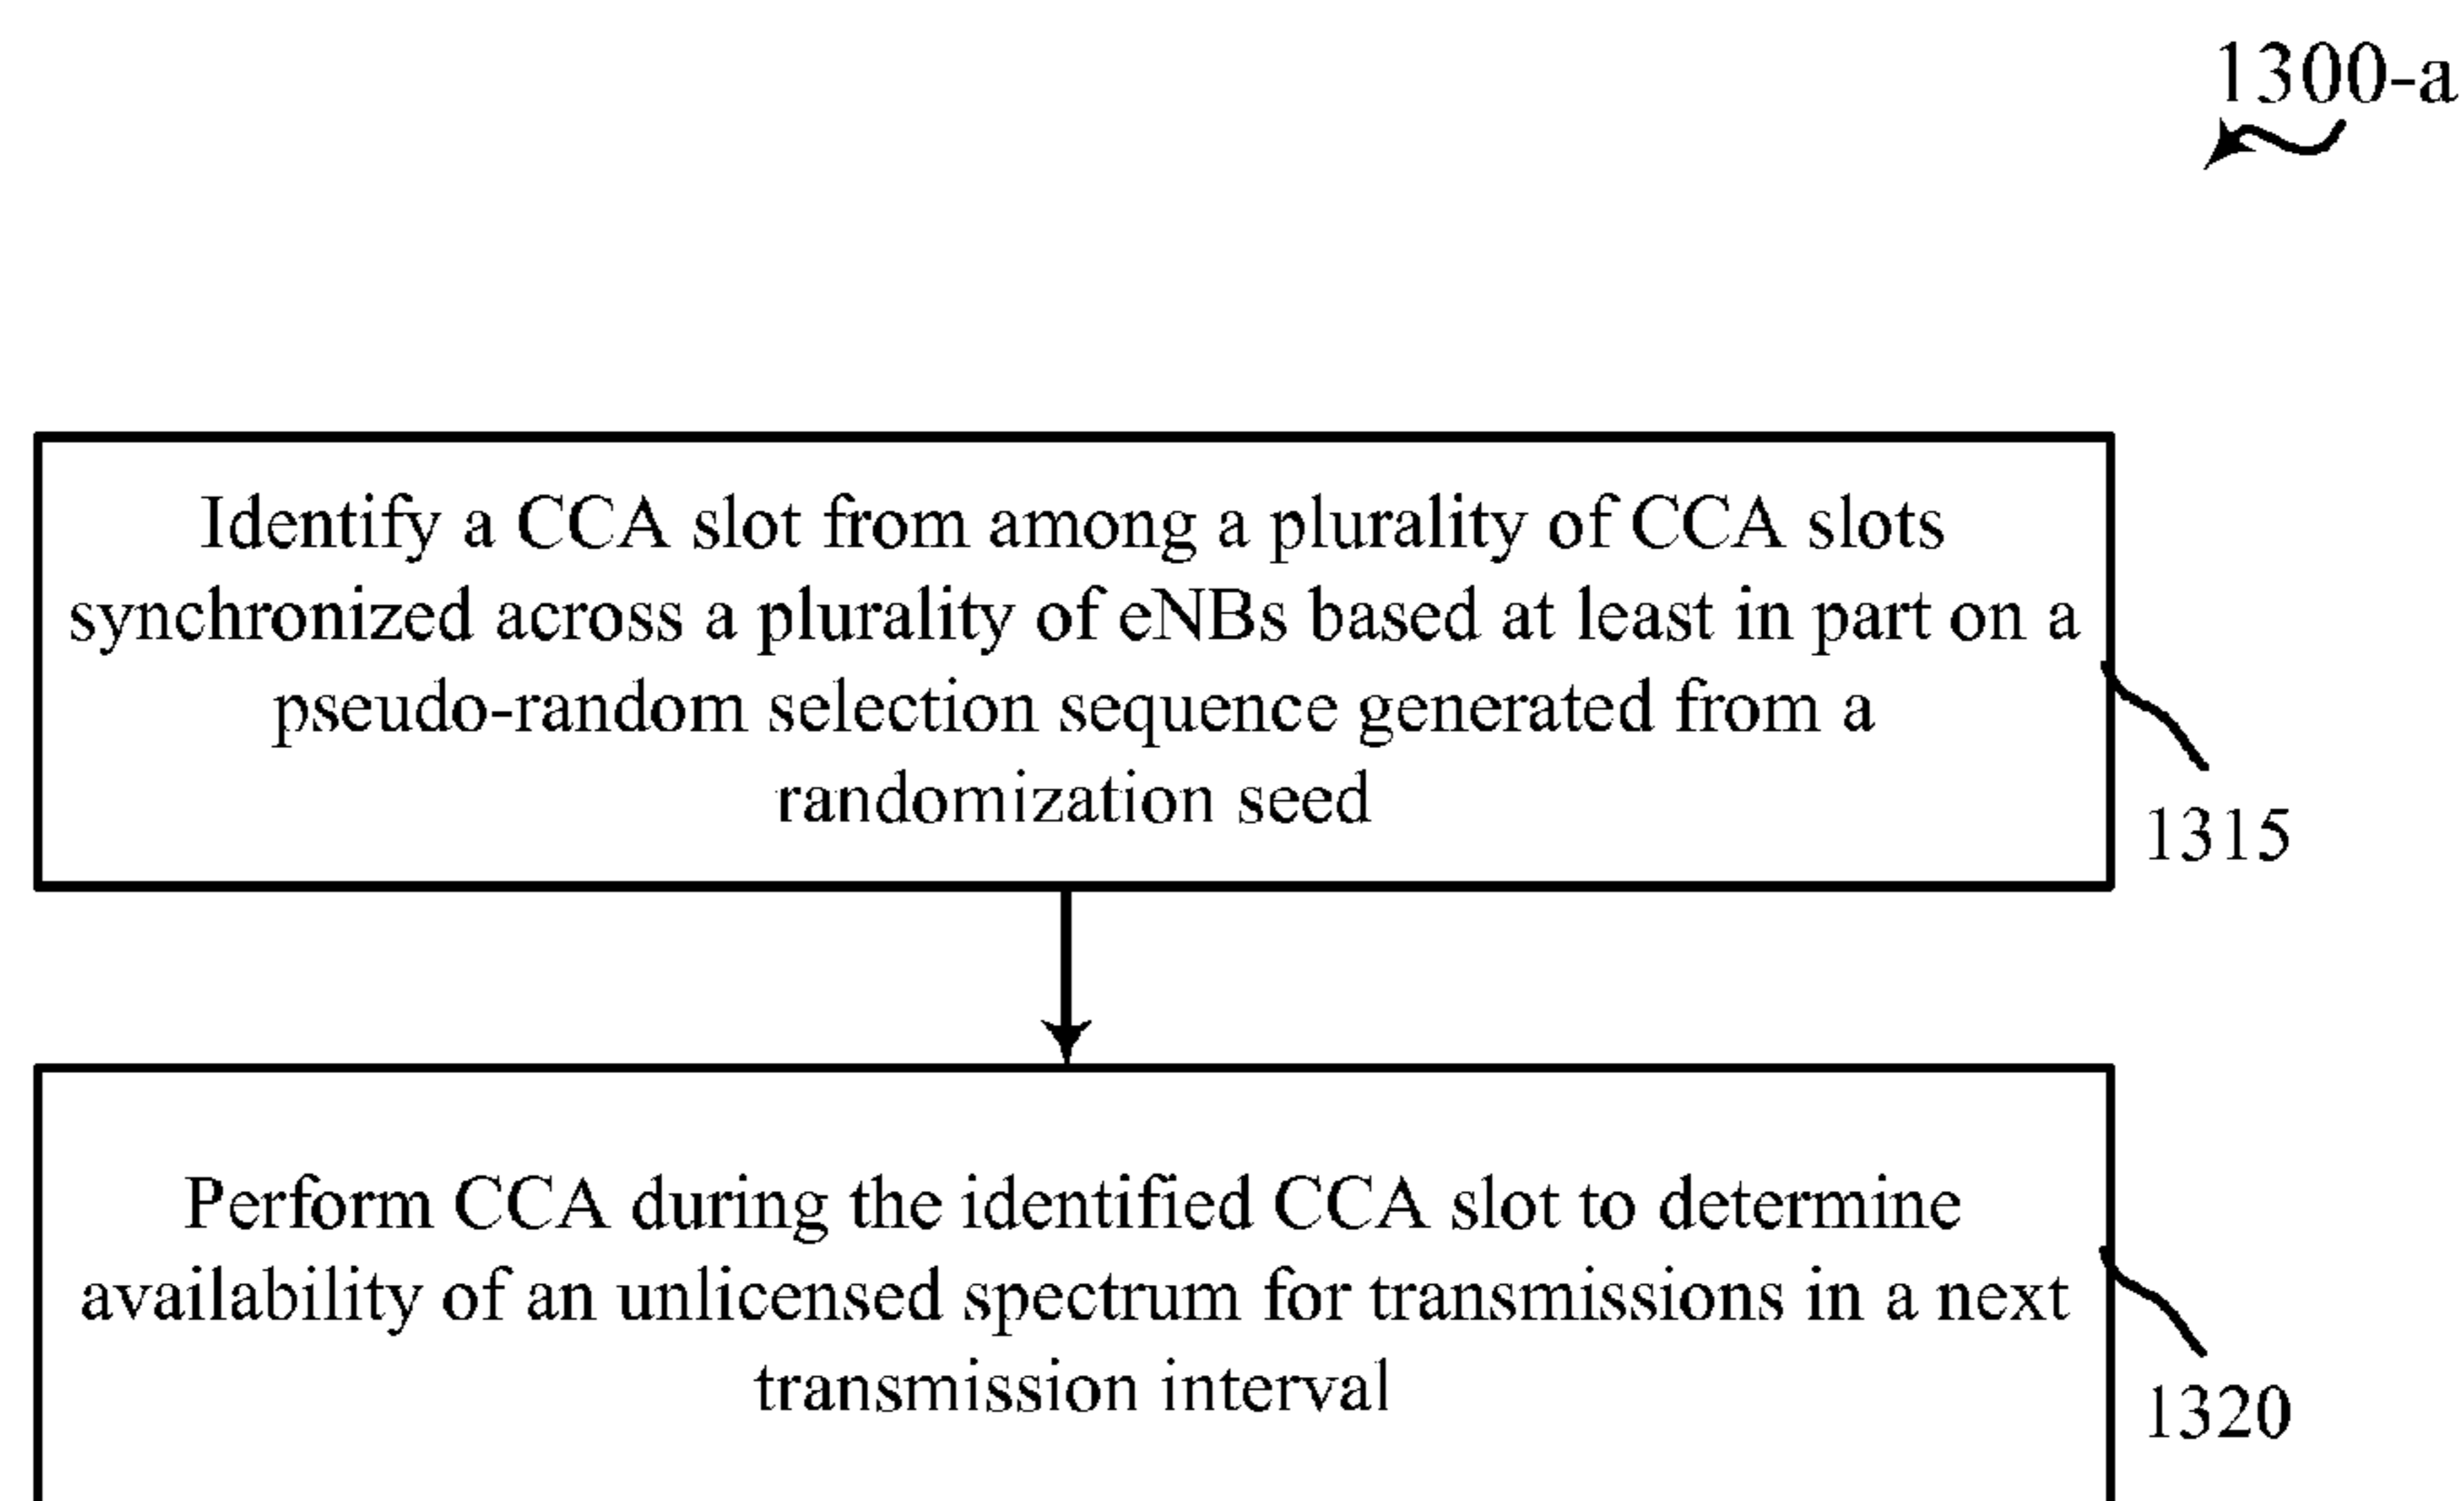 1300-a
Identify a CCA slot from among a plurality of CCA slots
synchronized across a plurality of eNBs based at least in part on a
pseudo-random selection sequence generated from a
randomization seed
1315
Perform CCA during the identified CCA slot to determine
availability of an unlicensed spectrum for transmissions in a next
transmission interval
1320